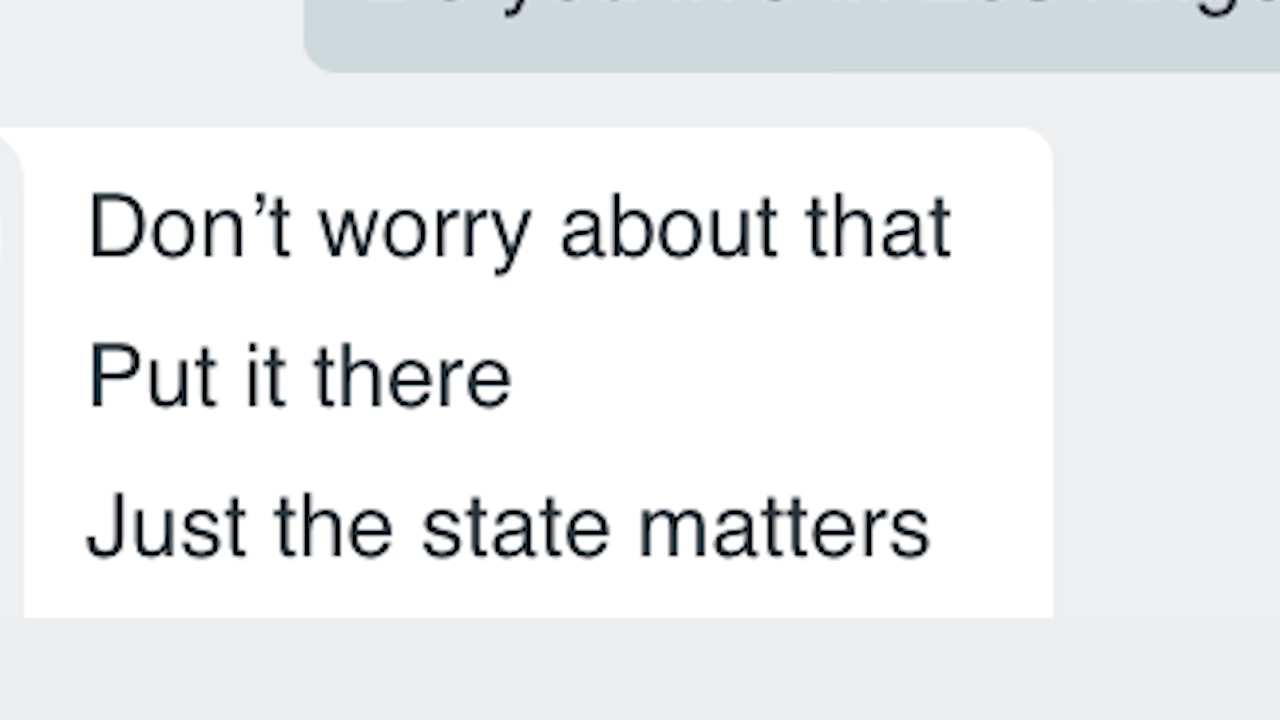 Don’t worry about that
Put it there
Just the state matters